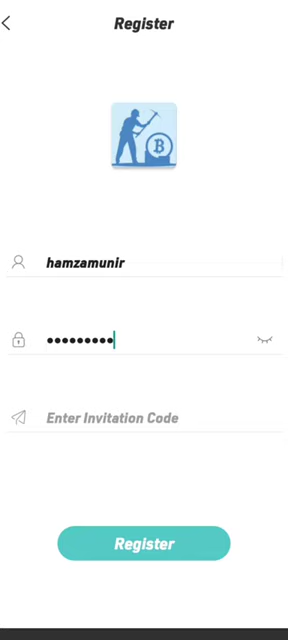 Register
hamzamunir
•••••••••
Enter Invitation Code
Register